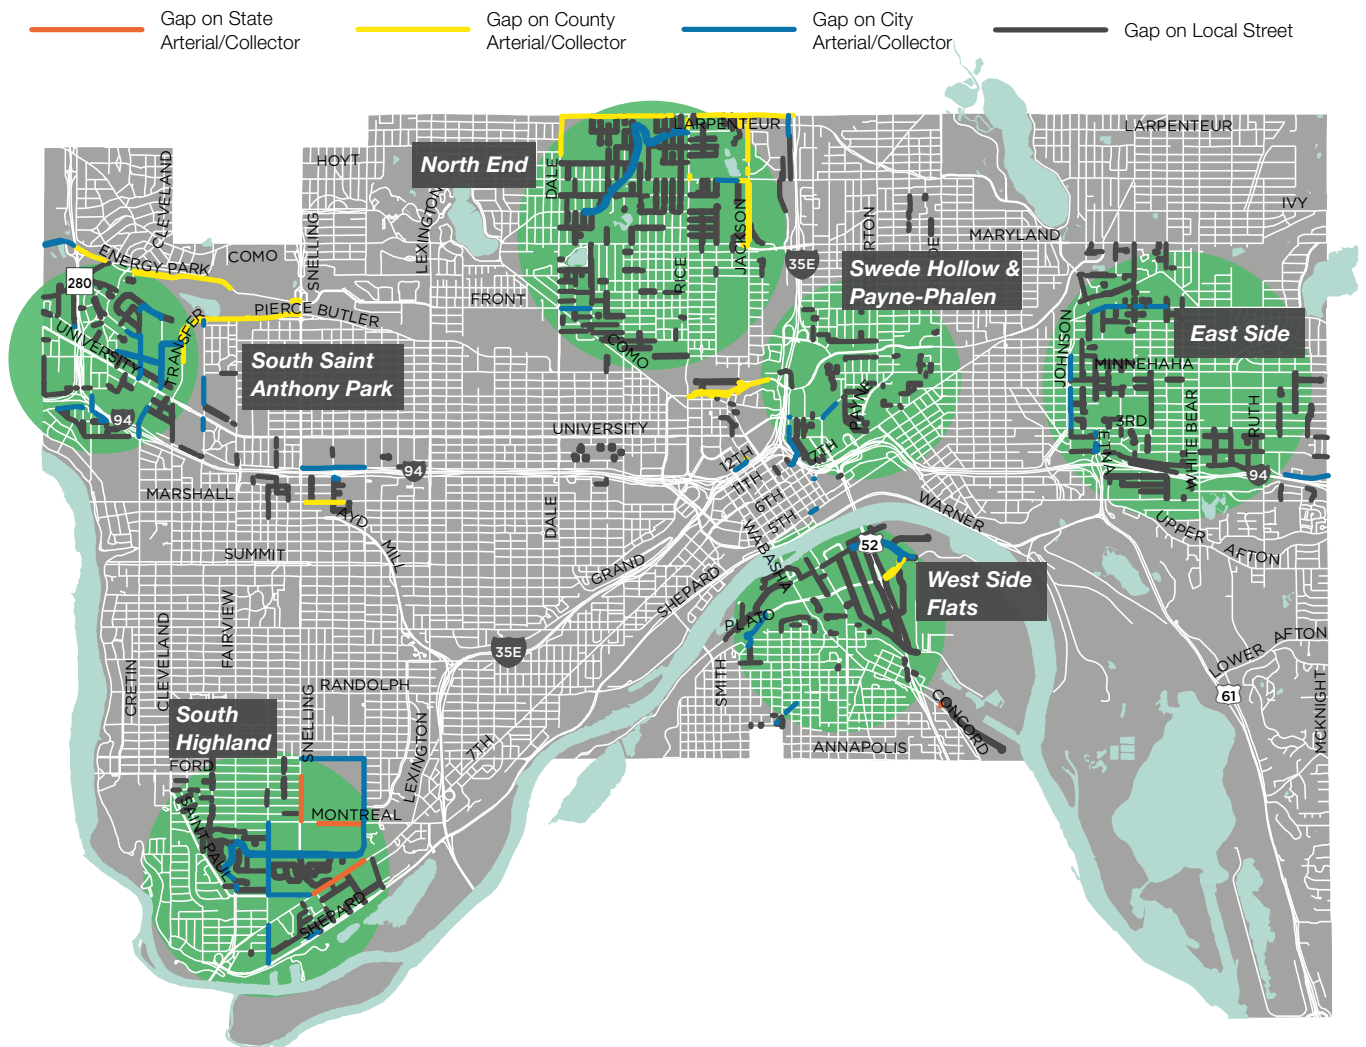 Gap on State
Arterial/Collector
Gap on County
Arterial/Collector
Gap on City
Arterial/Collector
Gap on Local Street
LARPENTEUR
LARPENTEUR
HOYT
North End
CLEVELAND
DALE
LEXINGTON
SNELLING
IVY
JACKSON
RICE
MARYLAND
ENERGY PARK
COMO
35E
Swede Hollow &
Payne-Phalen
280
FRONT
PIERCE BUTLER
TRANSFER
UNIVERSITY
South Saint
Anthony Park
COMO
JOHNSON
East Side
MINNEHAHA
PAYNE
WHITE BEAR
RUTH
3RD
ETNA
94
UNIVERSITY
7TH
12TH
11TH
6TH
5TH
94
94
MARSHALL
AYD
MILL
DALE
WARNER
UPPER
AFTON
SUMMIT
GRAND
WABASHA
52
SHEPARD
West Side
Flats
PLATO
FAIRVIEW
CLEVELAND
CRETIN
35E
SMITH
AFTON
LOWER
61
MCKNIGHT
RANDOLPH
South
Highland
SNELLING
LEXINGTON
7TH
CONCORD
ANNAPOLIS
FORD
MONTREAL
SAINT PAUL
SHEPARD